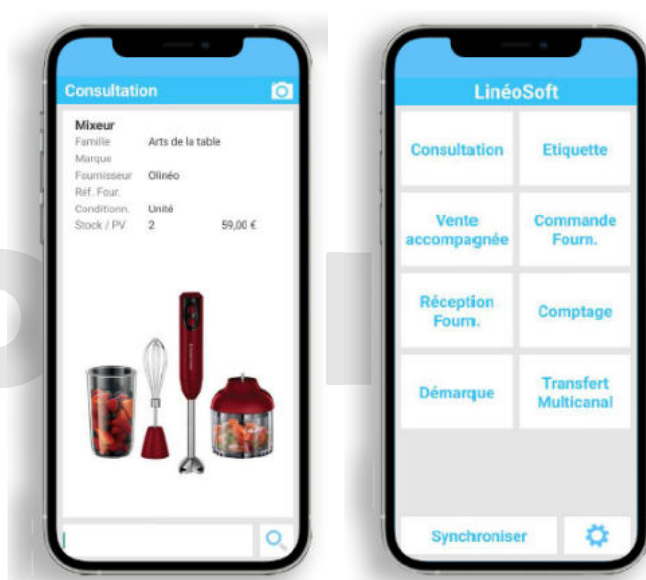 Consultation
Mixeur
Famille Arts de la table
Marque
Fournisseur Olinéo
Réf. Four.
Conditionn. Unité
Stock / PV 2 59,00 €
LinéoSoft
Consultation Etiquette
Vente accompagnée
Commande Fourn.
Réception Fourn.
Comptage
Démarque
Transfert Multicanal
Synchroniser